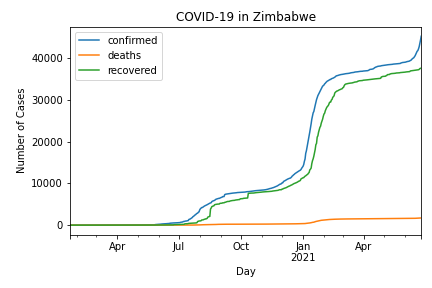 COVID-19 in Zimbabwe
confirmed
deaths
recovered
Number of Cases
40000
30000
20000
10000
0
Apr
Jul
Oct
Jan
2021
Apr
Day